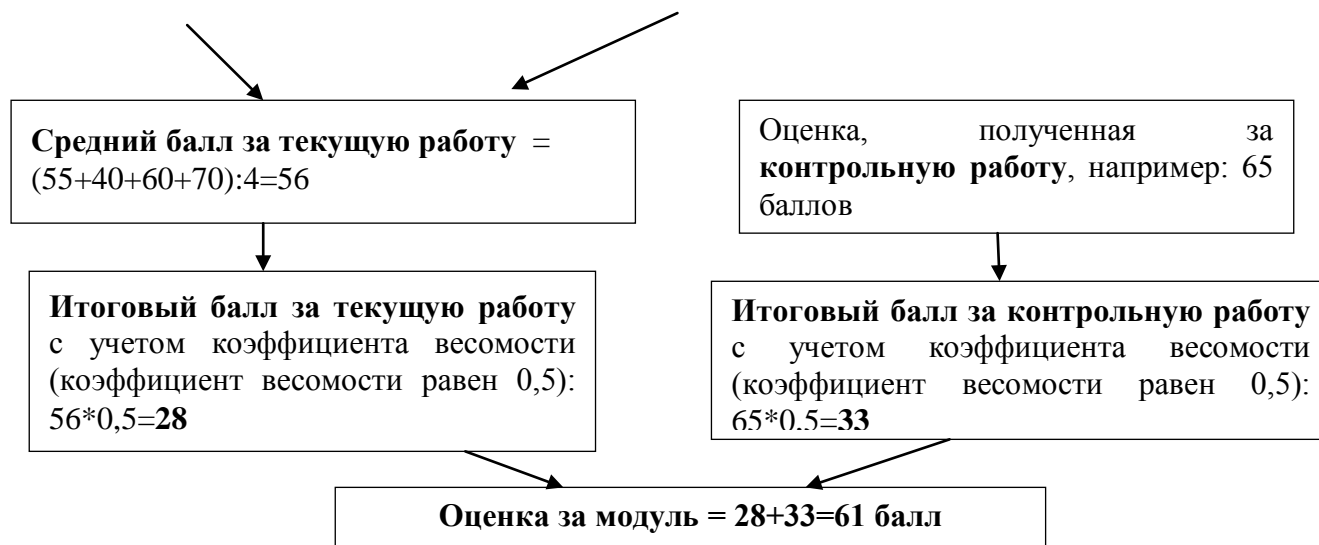 Средний балл за текущую работу =
(55+40+60+70):4=56
Оценка, полученная за
контрольную работу, например: 65
баллов
Итоговый балл за текущую работу
с учетом коэффициента весомости
(коэффициент весомости равен 0,5):
56*0,5=28
Итоговый балл за контрольную работу
с учетом коэффициента весомости
(коэффициент весомости равен 0,5):
65*0,5=33
Оценка за модуль = 28+33=61 балл